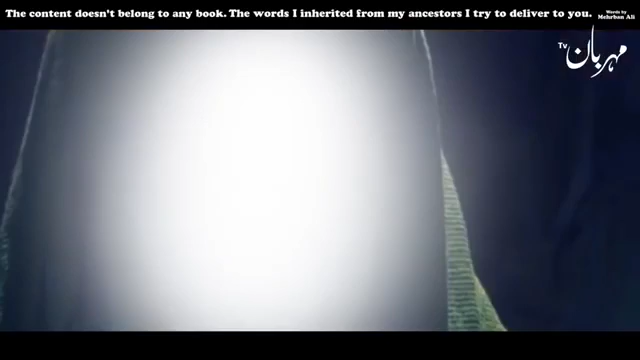 The content doesn't belong to any book. The words I inherited from my ancestors I try to deliver to you.
Words by
Mehrban Ali
Tv
مہربان